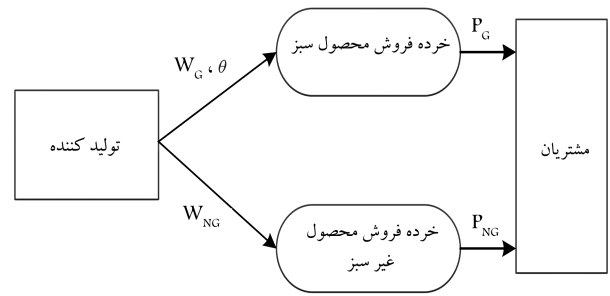 تولید کننده
W_G ، θ
W_NG
خرده فروش محصول سبز
خرده فروش محصول
غیر سبز
P_G
P_NG
مشتریان